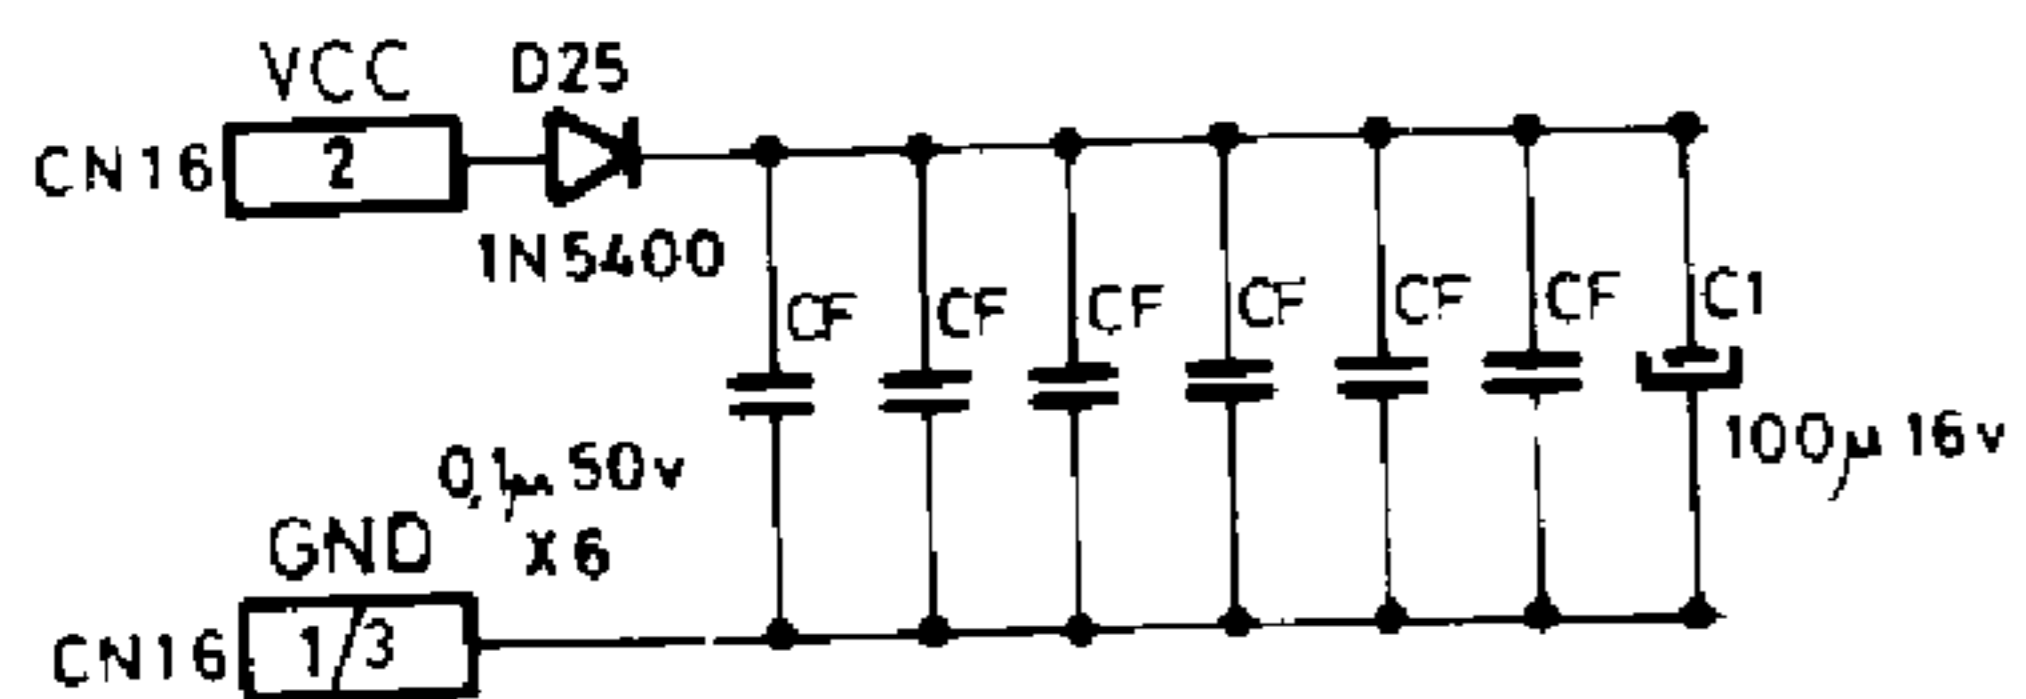 VCC
D25
CN16 2
1N5400
CF CF CF CF CF CF C1
0,1µ 50v
X6
100µ 16v
GND
CN16 1/3